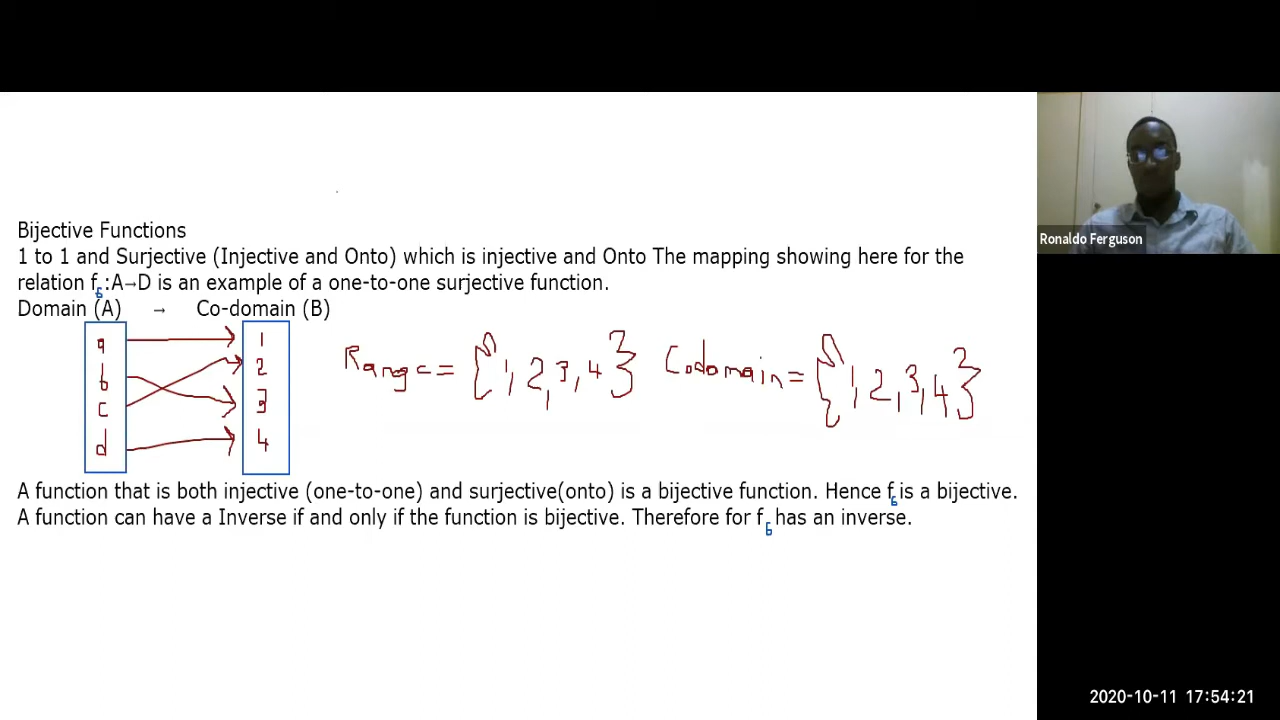 Bijective Functions
1 to 1 and Surjective (Injective and Onto) which is injective and Onto The mapping showing here for the
relation f6:A→D is an example of a one-to-one surjective function.
Domain (A) → Co-domain (B)
a 1
b 2
c 3
d 4
Range = {1, 2, 3, 4} Codomain = {1, 2, 3, 4}
A function that is both injective (one-to-one) and surjective(onto) is a bijective function. Hence f6 is a bijective.
A function can have a Inverse if and only if the function is bijective. Therefore for f6 has an inverse.
Ronaldo Ferguson
2020-10-11 17:54:21